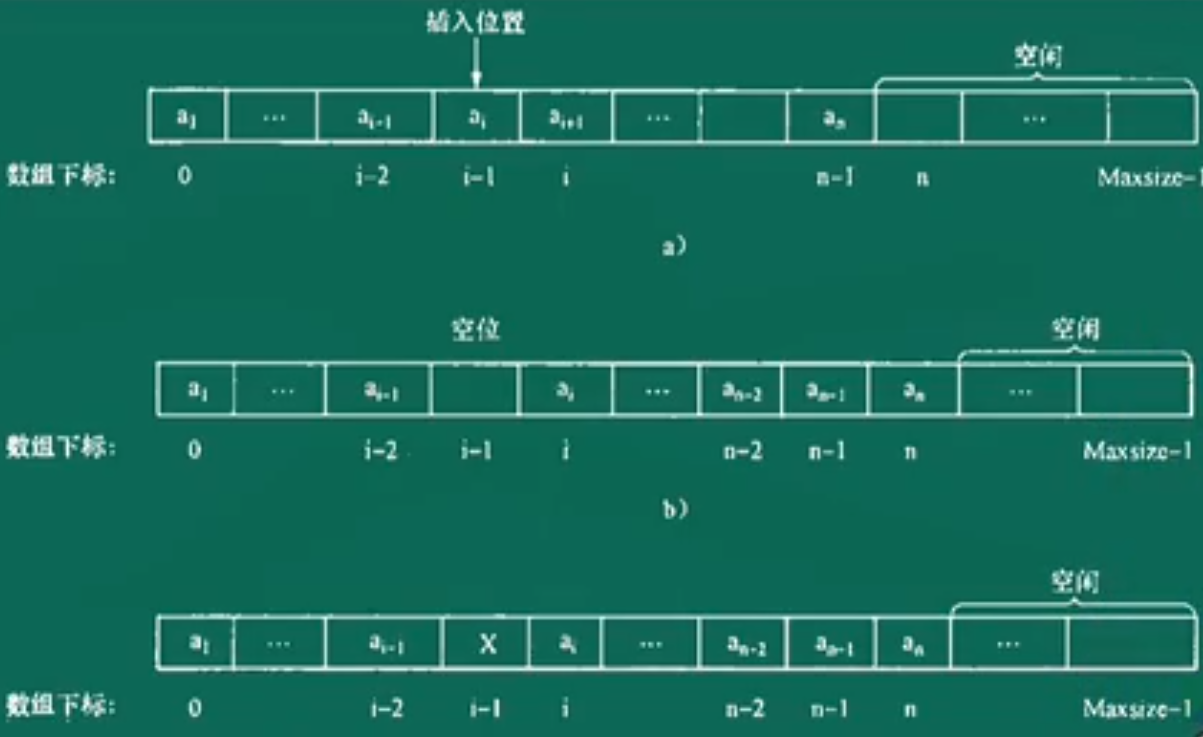 插入位置
空闲
a₁ … aᵢ₋₁ aᵢ aᵢ₊₁ … aₙ …
数组下标: 0 i-2 i-1 i n-1 n Maxsize-1
a)
空位 空闲
a₁ … aᵢ₋₁ aᵢ … aₙ₋₂ aₙ₋₁ aₙ …
数组下标: 0 i-2 i-1 i n-2 n-1 n Maxsize-1
b)
空闲
a₁ … aᵢ₋₁ X aᵢ … aₙ₋₂ aₙ₋₁ aₙ …
数组下标: 0 i-2 i-1 i n-2 n-1 n Maxsize-1